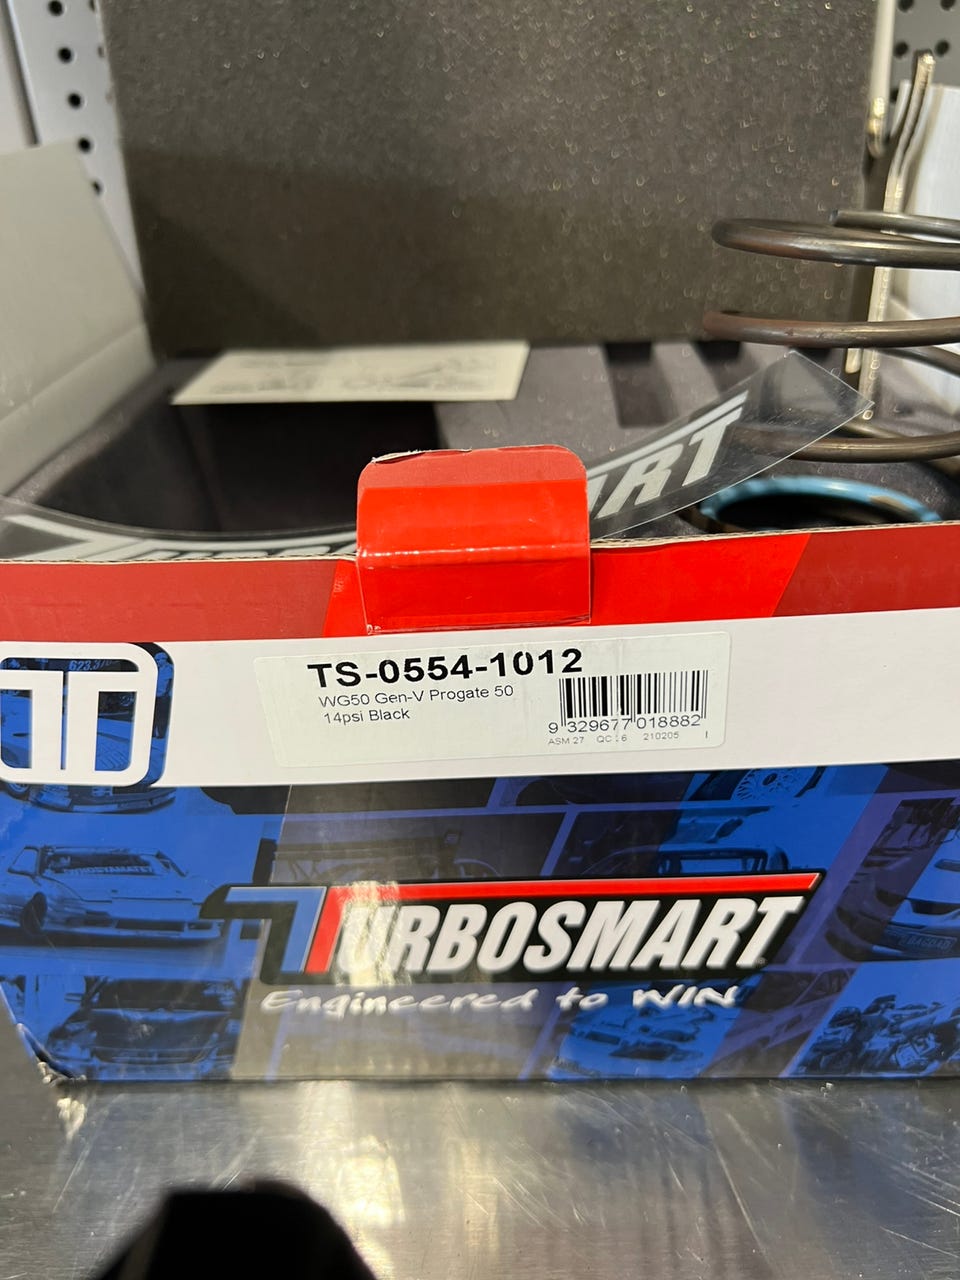 TURBOSMART
TS-0554-1012
WG50 Gen-V Progate 50
14psi Black
9 329677 018882
ASM 27 QC 16 210205 I
TURBOSMART
Engineered to WIN